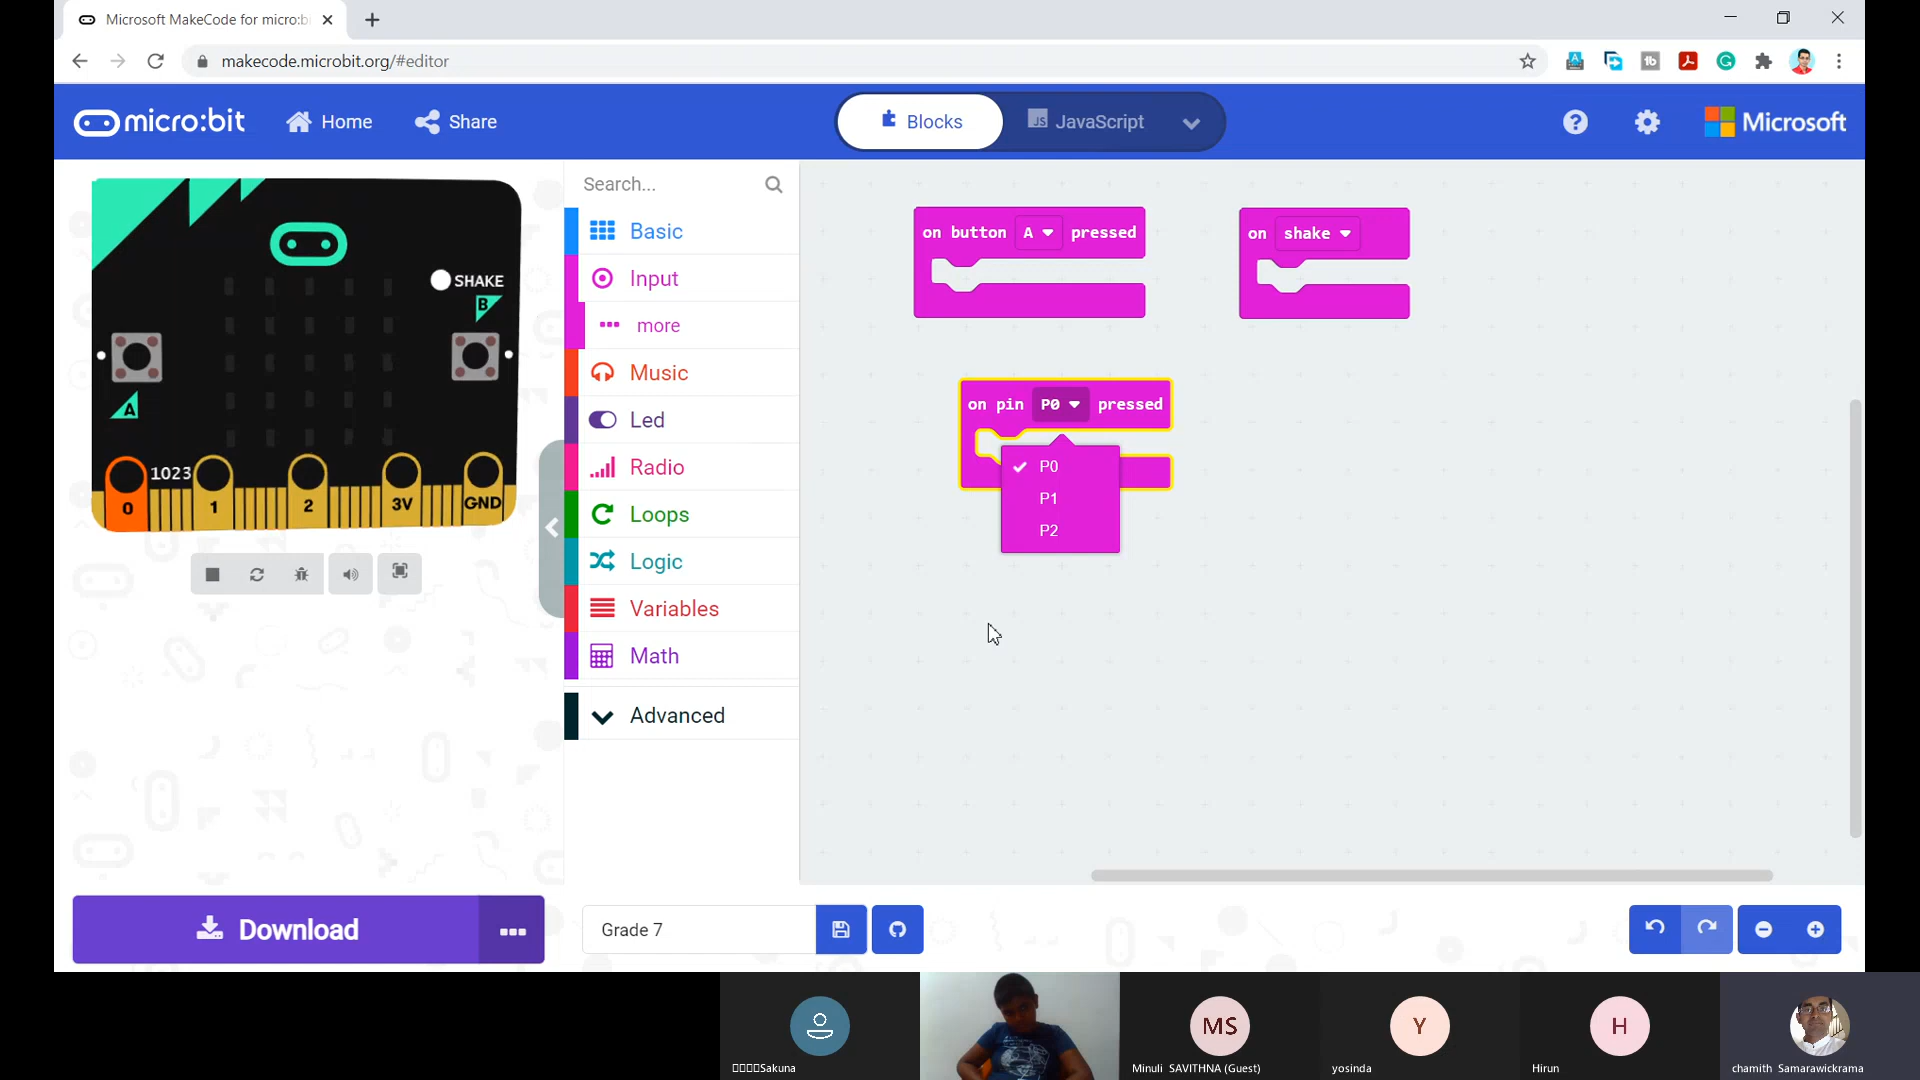 Microsoft MakeCode for micro:b
makecode.microbit.org/#editor
micro:bit
Home
Share
Blocks
JS JavaScript
Microsoft
Search...
Basic
Input
more
Music
Led
Radio
Loops
Logic
Variables
Math
Advanced
SHAKE
B
A
1023
0
1
2
3V
GND
on button A pressed
on shake
on pin P0 pressed
P0
P1
P2
Download
Grade 7
MS
Y
H
Sakuna
Minuli SAVITHNA (Guest)
yosinda
Hirun
chamith Samarawickrama